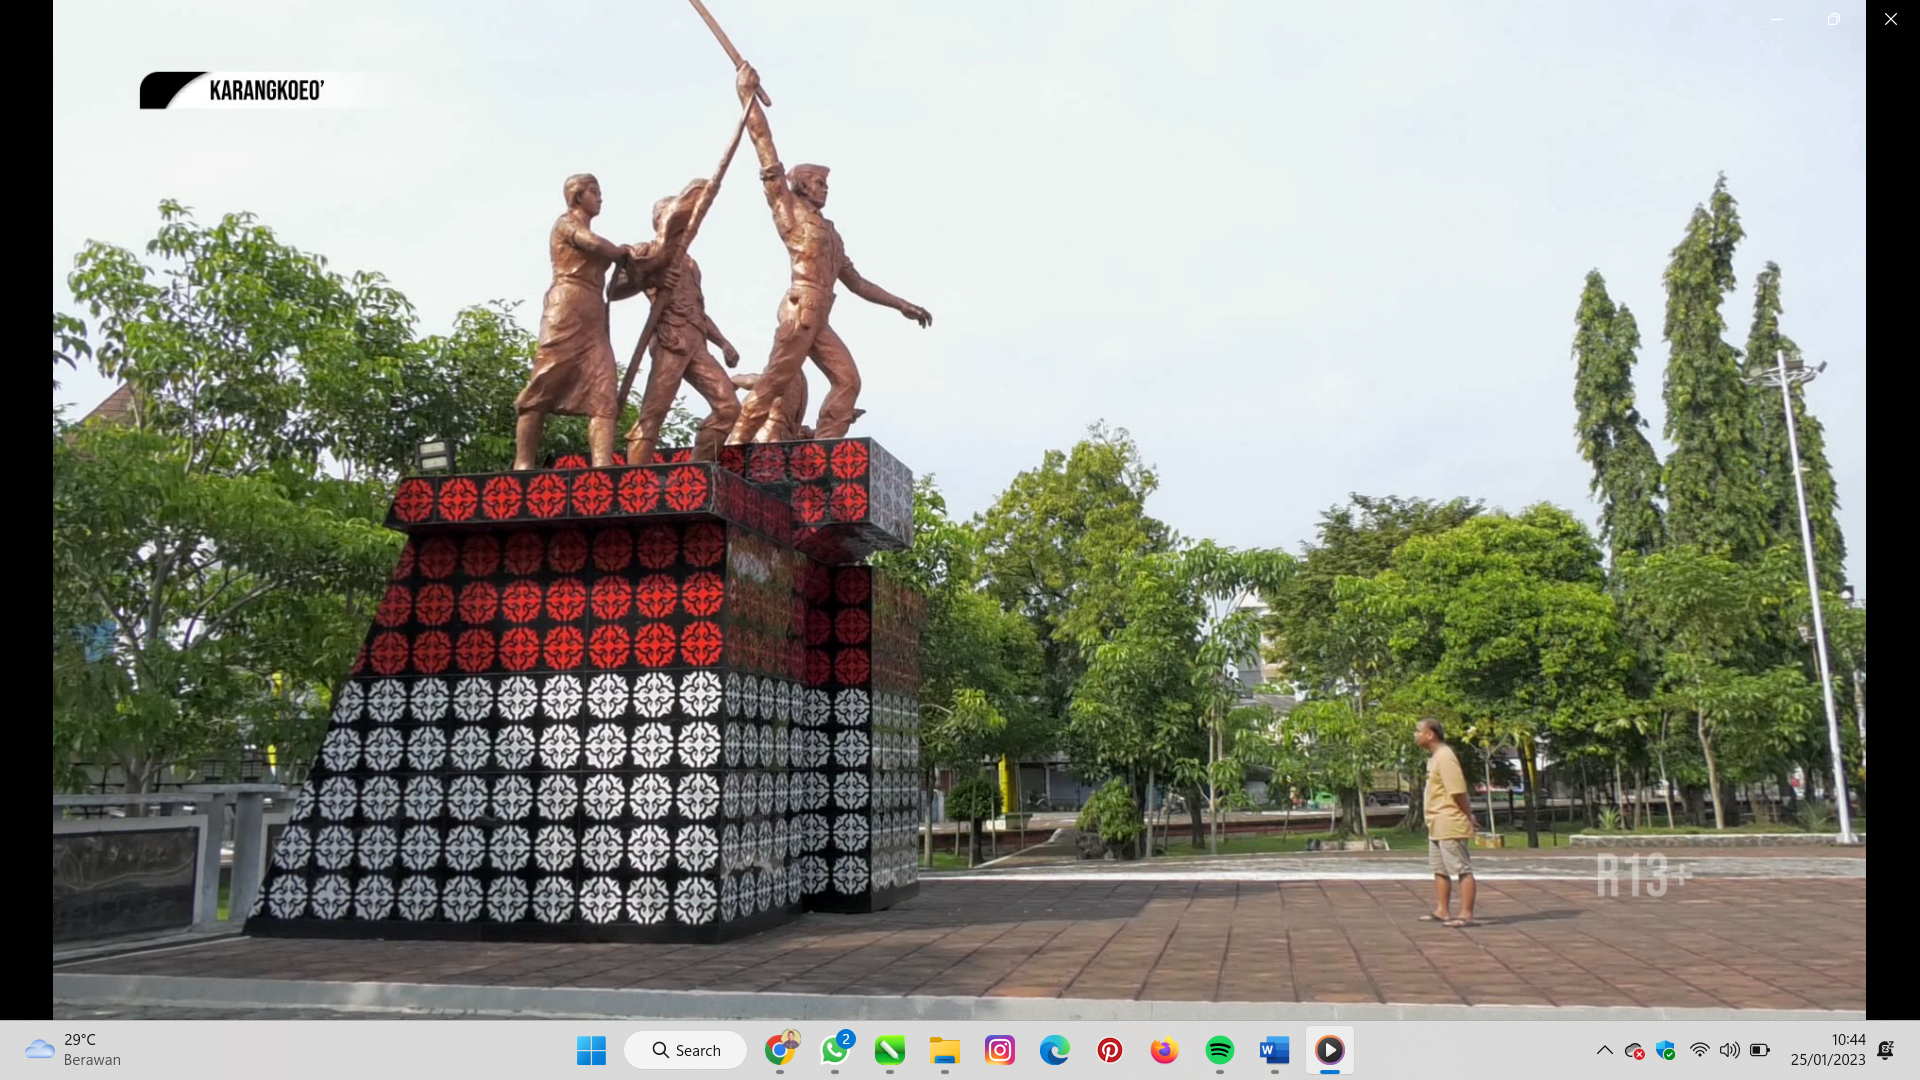 KARANGKOEO’
R13+
29°C
Berawan
Search
2
W
10:44
25/01/2023